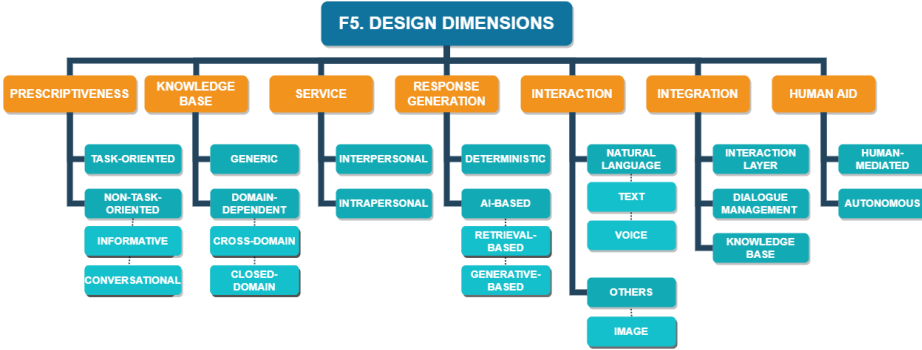 F5. DESIGN DIMENSIONS
PRESCRIPTIVENESS
KNOWLEDGE
BASE
SERVICE
RESPONSE
GENERATION
INTERACTION
INTEGRATION
HUMAN AID
TASK-ORIENTED
NON-TASK-
ORIENTED
INFORMATIVE
CONVERSATIONAL
GENERIC
DOMAIN-
DEPENDENT
CROSS-DOMAIN
CLOSED-
DOMAIN
INTERPERSONAL
INTRAPERSONAL
DETERMINISTIC
AI-BASED
RETRIEVAL-
BASED
GENERATIVE-
BASED
NATURAL
LANGUAGE
TEXT
VOICE
OTHERS
IMAGE
INTERACTION
LAYER
DIALOGUE
MANAGEMENT
KNOWLEDGE
BASE
HUMAN-
MEDIATED
AUTONOMOUS